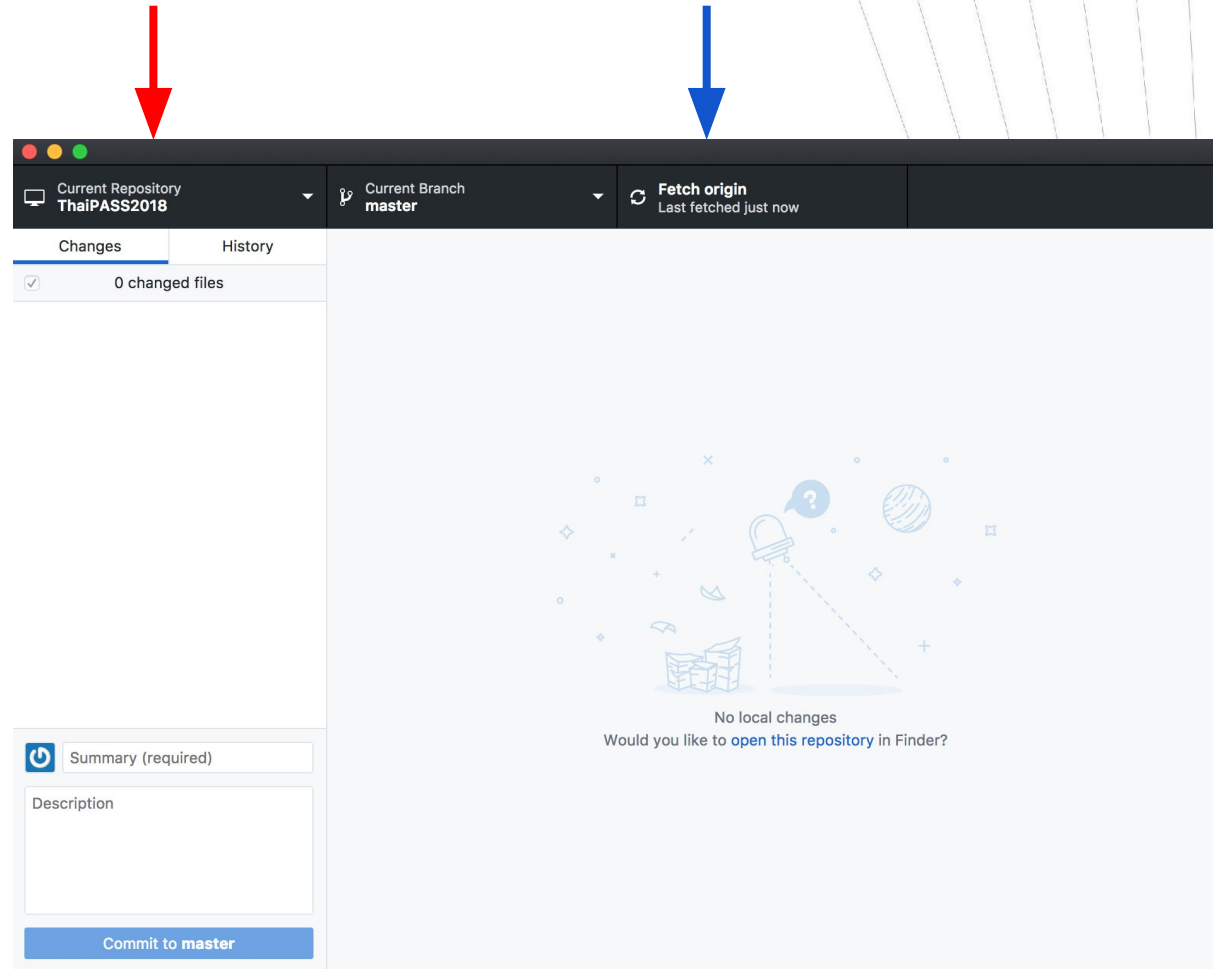 Current Repository
ThaiPASS2018
Current Branch
master
Fetch origin
Last fetched just now
Changes
History
0 changed files
?
No local changes
Would you like to open this repository in Finder?
Summary (required)
Description
Commit to master